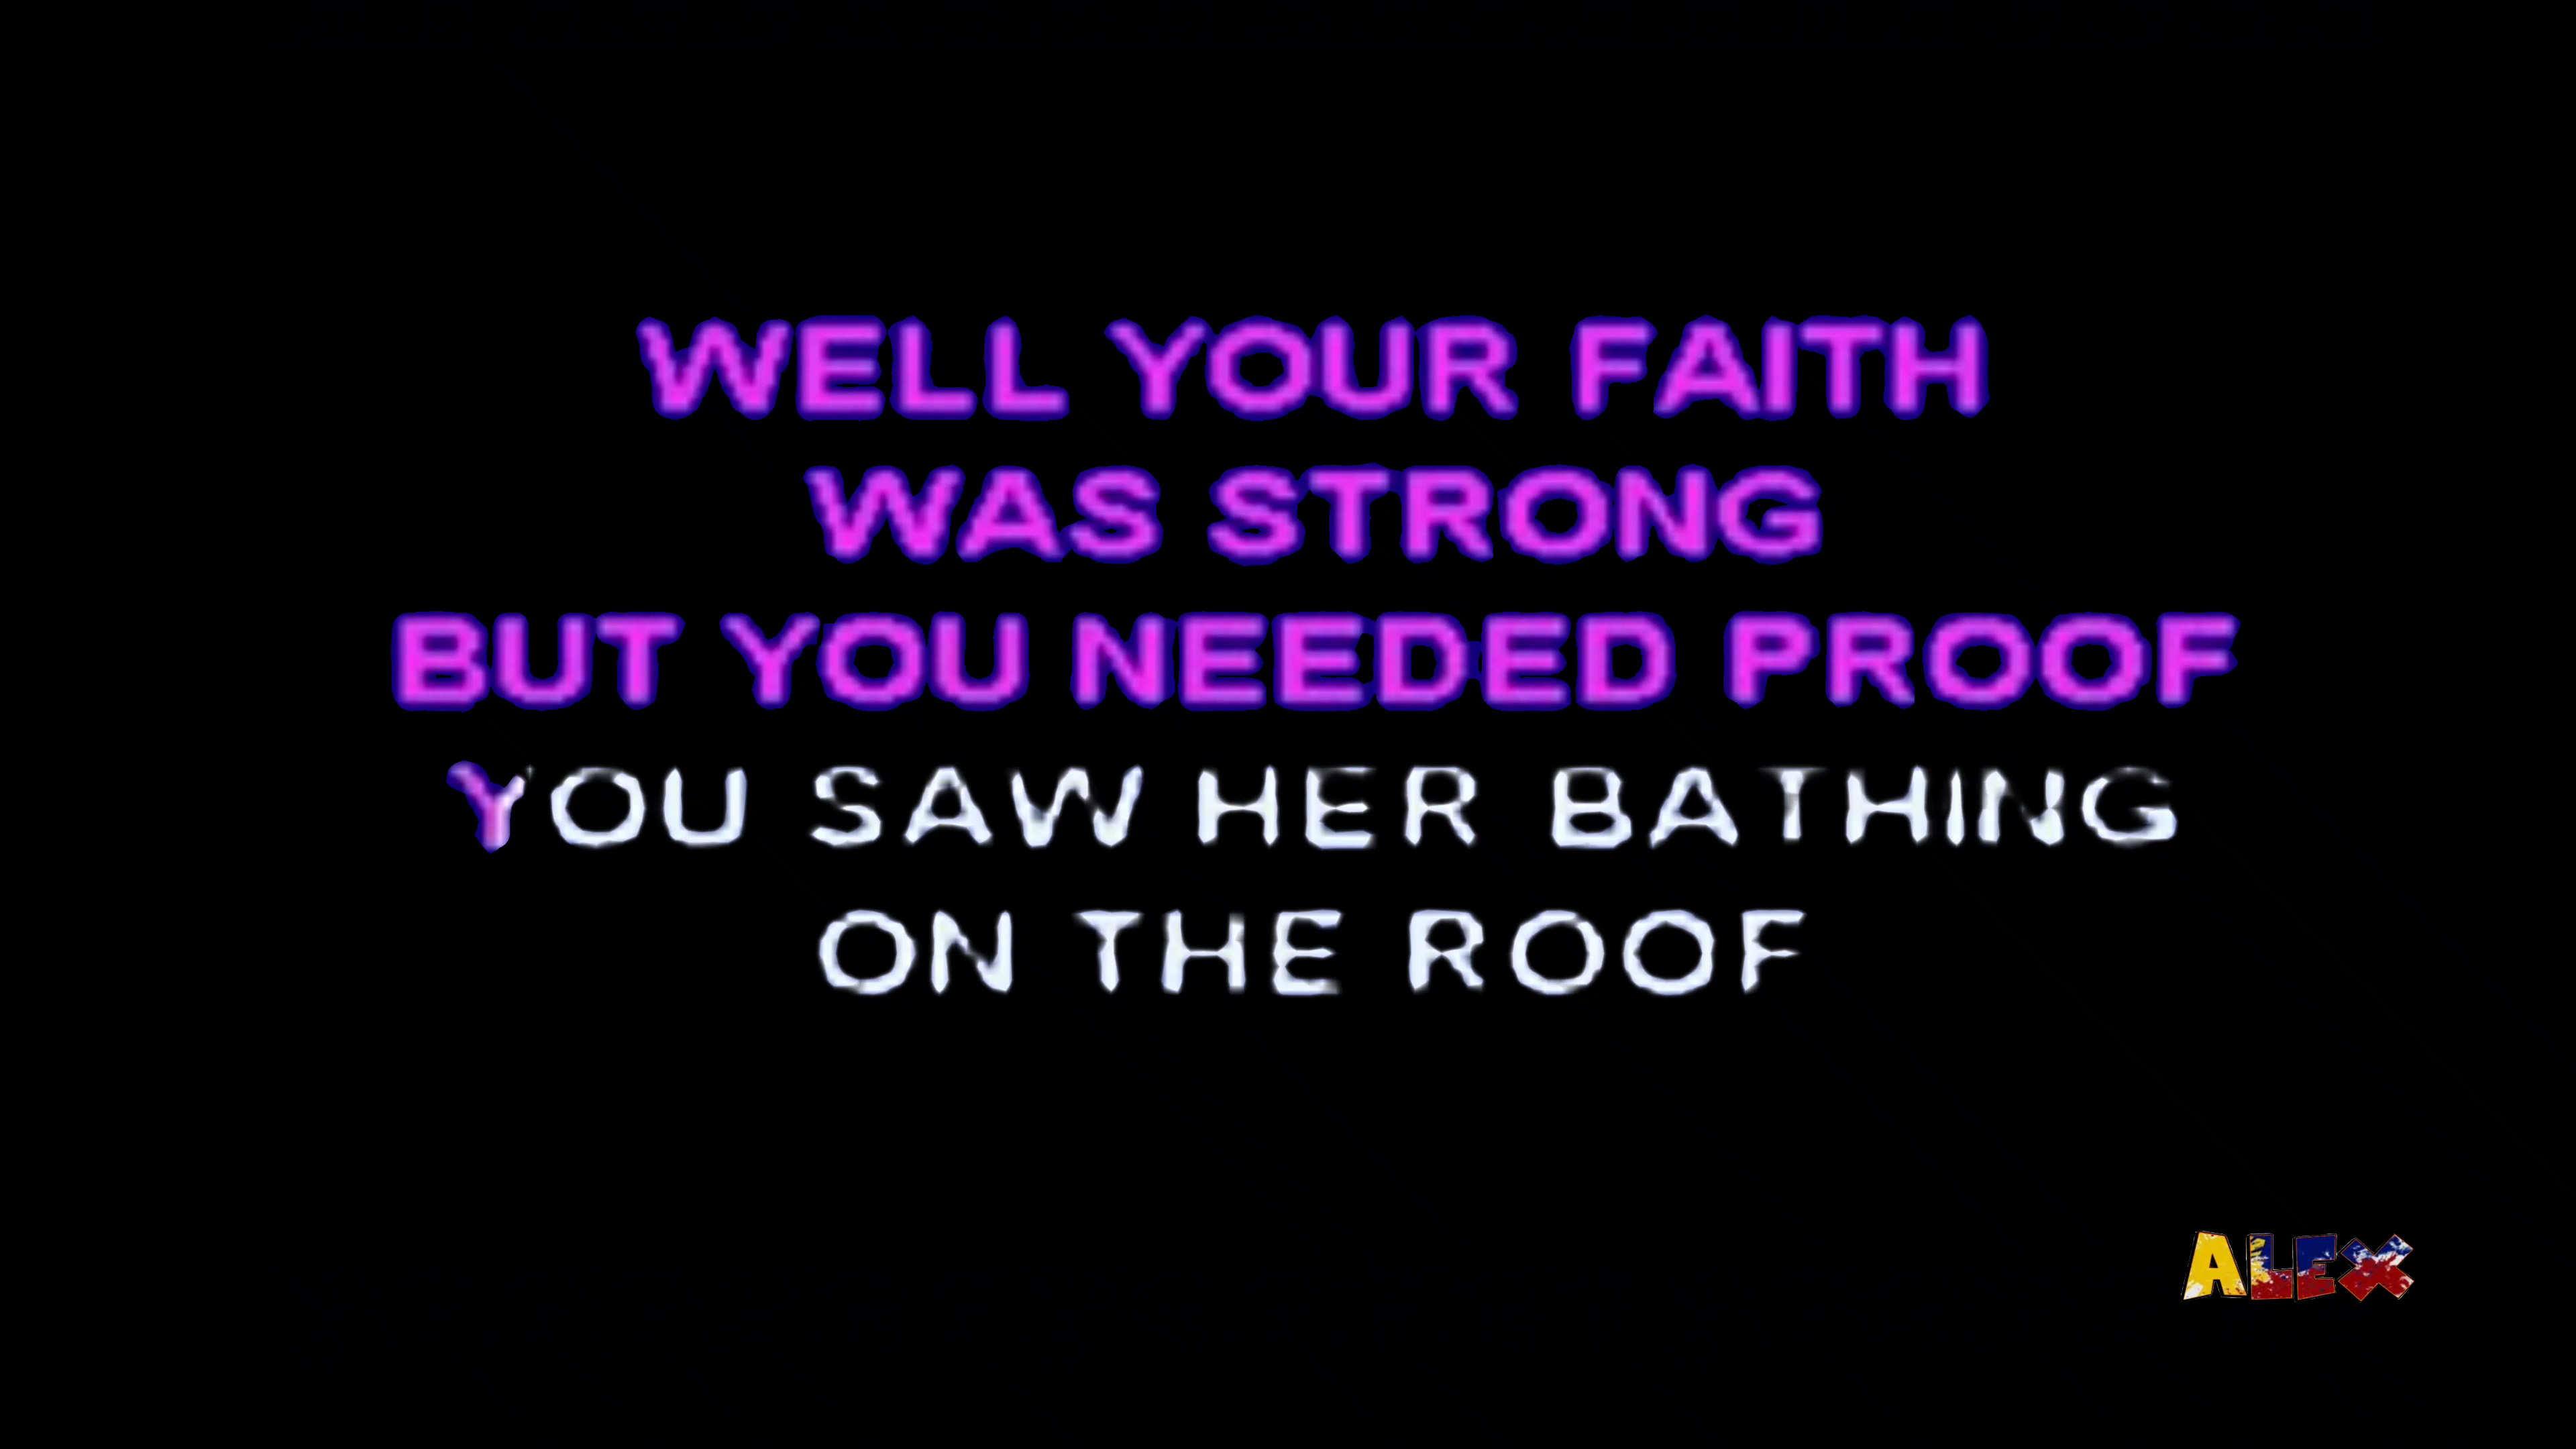 WELL YOUR FAITH
WAS STRONG
BUT YOU NEEDED PROOF
YOU SAW HER BATHING
ON THE ROOF
ALEX